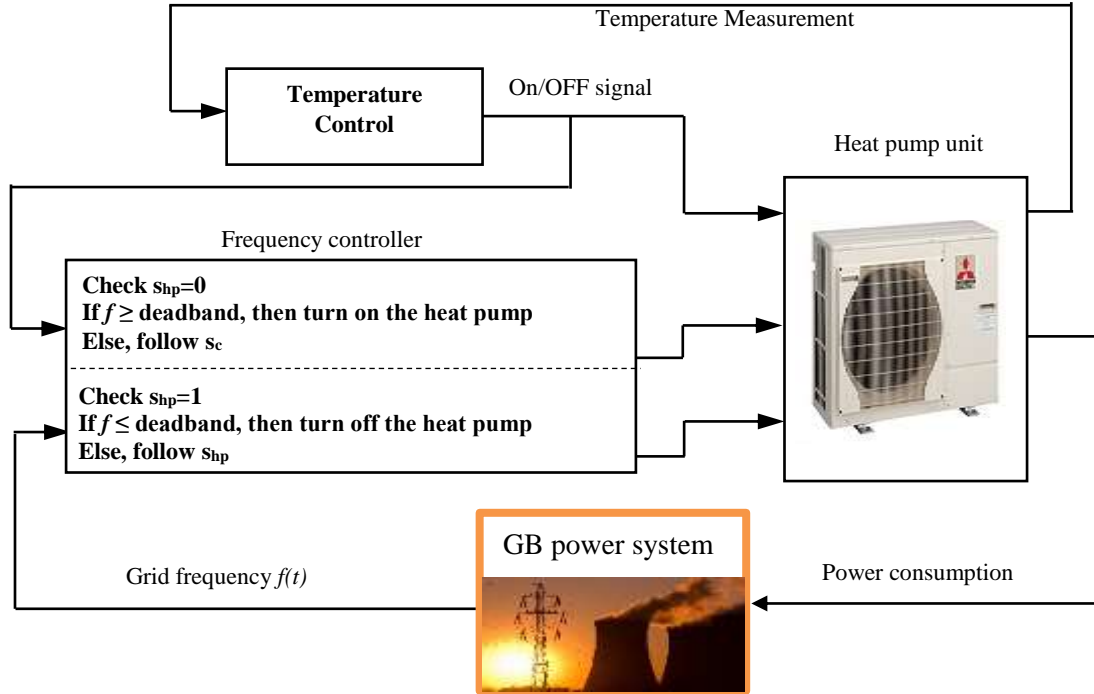 Temperature Measurement
Temperature
Control
On/OFF signal
Heat pump unit
Frequency controller
Check shp=0
If f ≥ deadband, then turn on the heat pump
Else, follow sc
Check shp=1
If f ≤ deadband, then turn off the heat pump
Else, follow shp
GB power system
Grid frequency f(t)
Power consumption